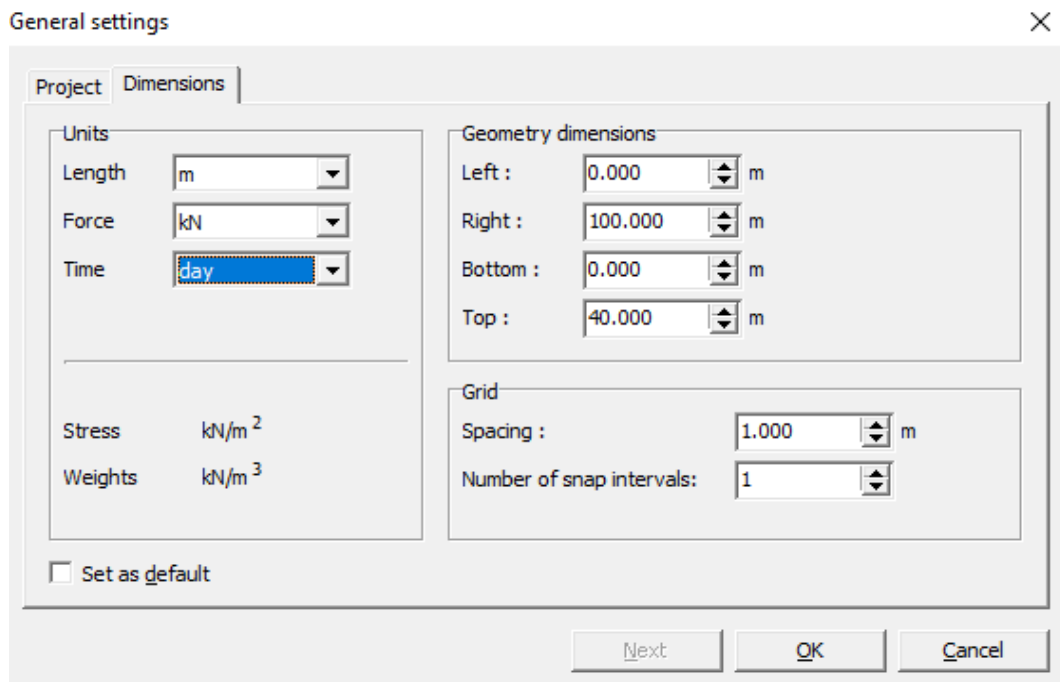 General settings
Project Dimensions
Units
Length m
Force kN
Time day
Stress kN/m 2
Weights kN/m 3
Geometry dimensions
Left : 0.000 m
Right : 100.000 m
Bottom : 0.000 m
Top : 40.000 m
Grid
Spacing : 1.000 m
Number of snap intervals: 1
Set as default
Next OK Cancel